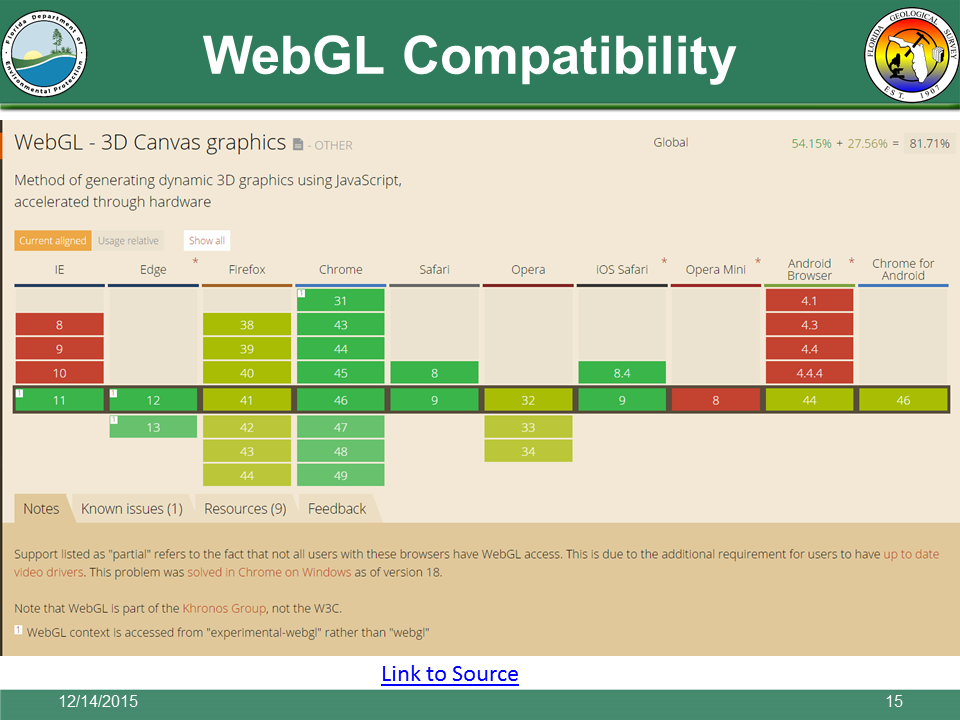 WebGL Compatibility
Florida Department of
Environmental Protection
FLORIDA GEOLOGICAL SURVEY
EST. 1907
WebGL - 3D Canvas graphics - OTHER
Global
54.15% + 27.56% = 81.71%
Method of generating dynamic 3D graphics using JavaScript,
accelerated through hardware
Current aligned Usage relative Show all
IE Edge * Firefox Chrome Safari Opera iOS Safari * Opera Mini * Android Browser * Chrome for Android
1 31 4.1
8 38 43 4.3
9 39 44 4.4
10 40 45 8 8.4 4.4.4
1 11 1 12 41 46 9 32 9 8 44 46
1 13 42 47 33
43 48 34
44 49
Notes Known issues (1) Resources (9) Feedback
Support listed as "partial" refers to the fact that not all users with these browsers have WebGL access. This is due to the additional requirement for users to have up to date
video drivers. This problem was solved in Chrome on Windows as of version 18.
Note that WebGL is part of the Khronos Group, not the W3C.
1 WebGL context is accessed from "experimental-webgl" rather than "webgl"
Link to Source
12/14/2015 15